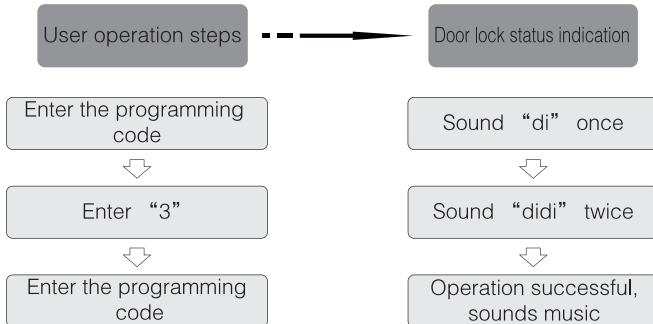 User operation steps
Door lock status indication
Enter the programming
code
Sound “di” once
Enter “3”
Sound “didi” twice
Enter the programming
code
Operation successful,
sounds music